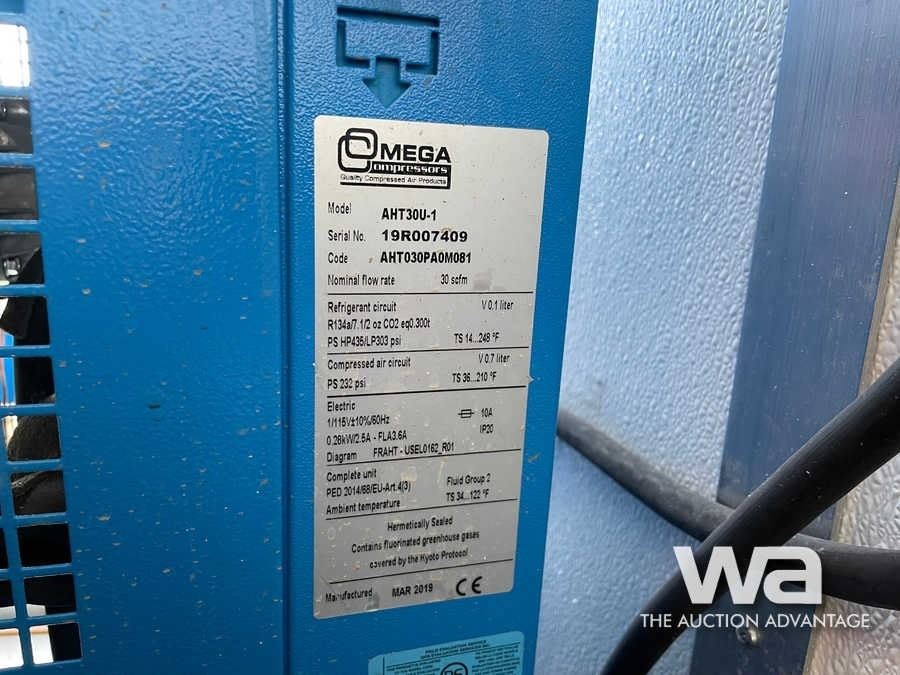 OMEGA
Compressors
Quality Compressed Air Products
Model AHT30U-1
Serial No. 19R007409
Code AHT030PA0M081
Nominal flow rate 30 scfm
Refrigerant circuit V 0.1 liter
R134a/7.1/2 oz CO2 eq0.300t
PS HP436/LP303 psi TS 14...248 °F
Compressed air circuit V 0.7 liter
PS 232 psi TS 36...210 °F
Electric 10A
1/115V±10%/60Hz IP20
0.26kW/2.5A - FLA3.6A
Diagram FRAHT - USEL0162_R01
Complete unit
PED 2014/68/EU-Art.4(3) Fluid Group 2
Ambient temperature TS 34...122 °F
Hermetically Sealed
Contains fluorinated greenhouse gases
covered by the Kyoto Protocol
Manufactured MAR 2019 CE
wa
THE AUCTION ADVANTAGE